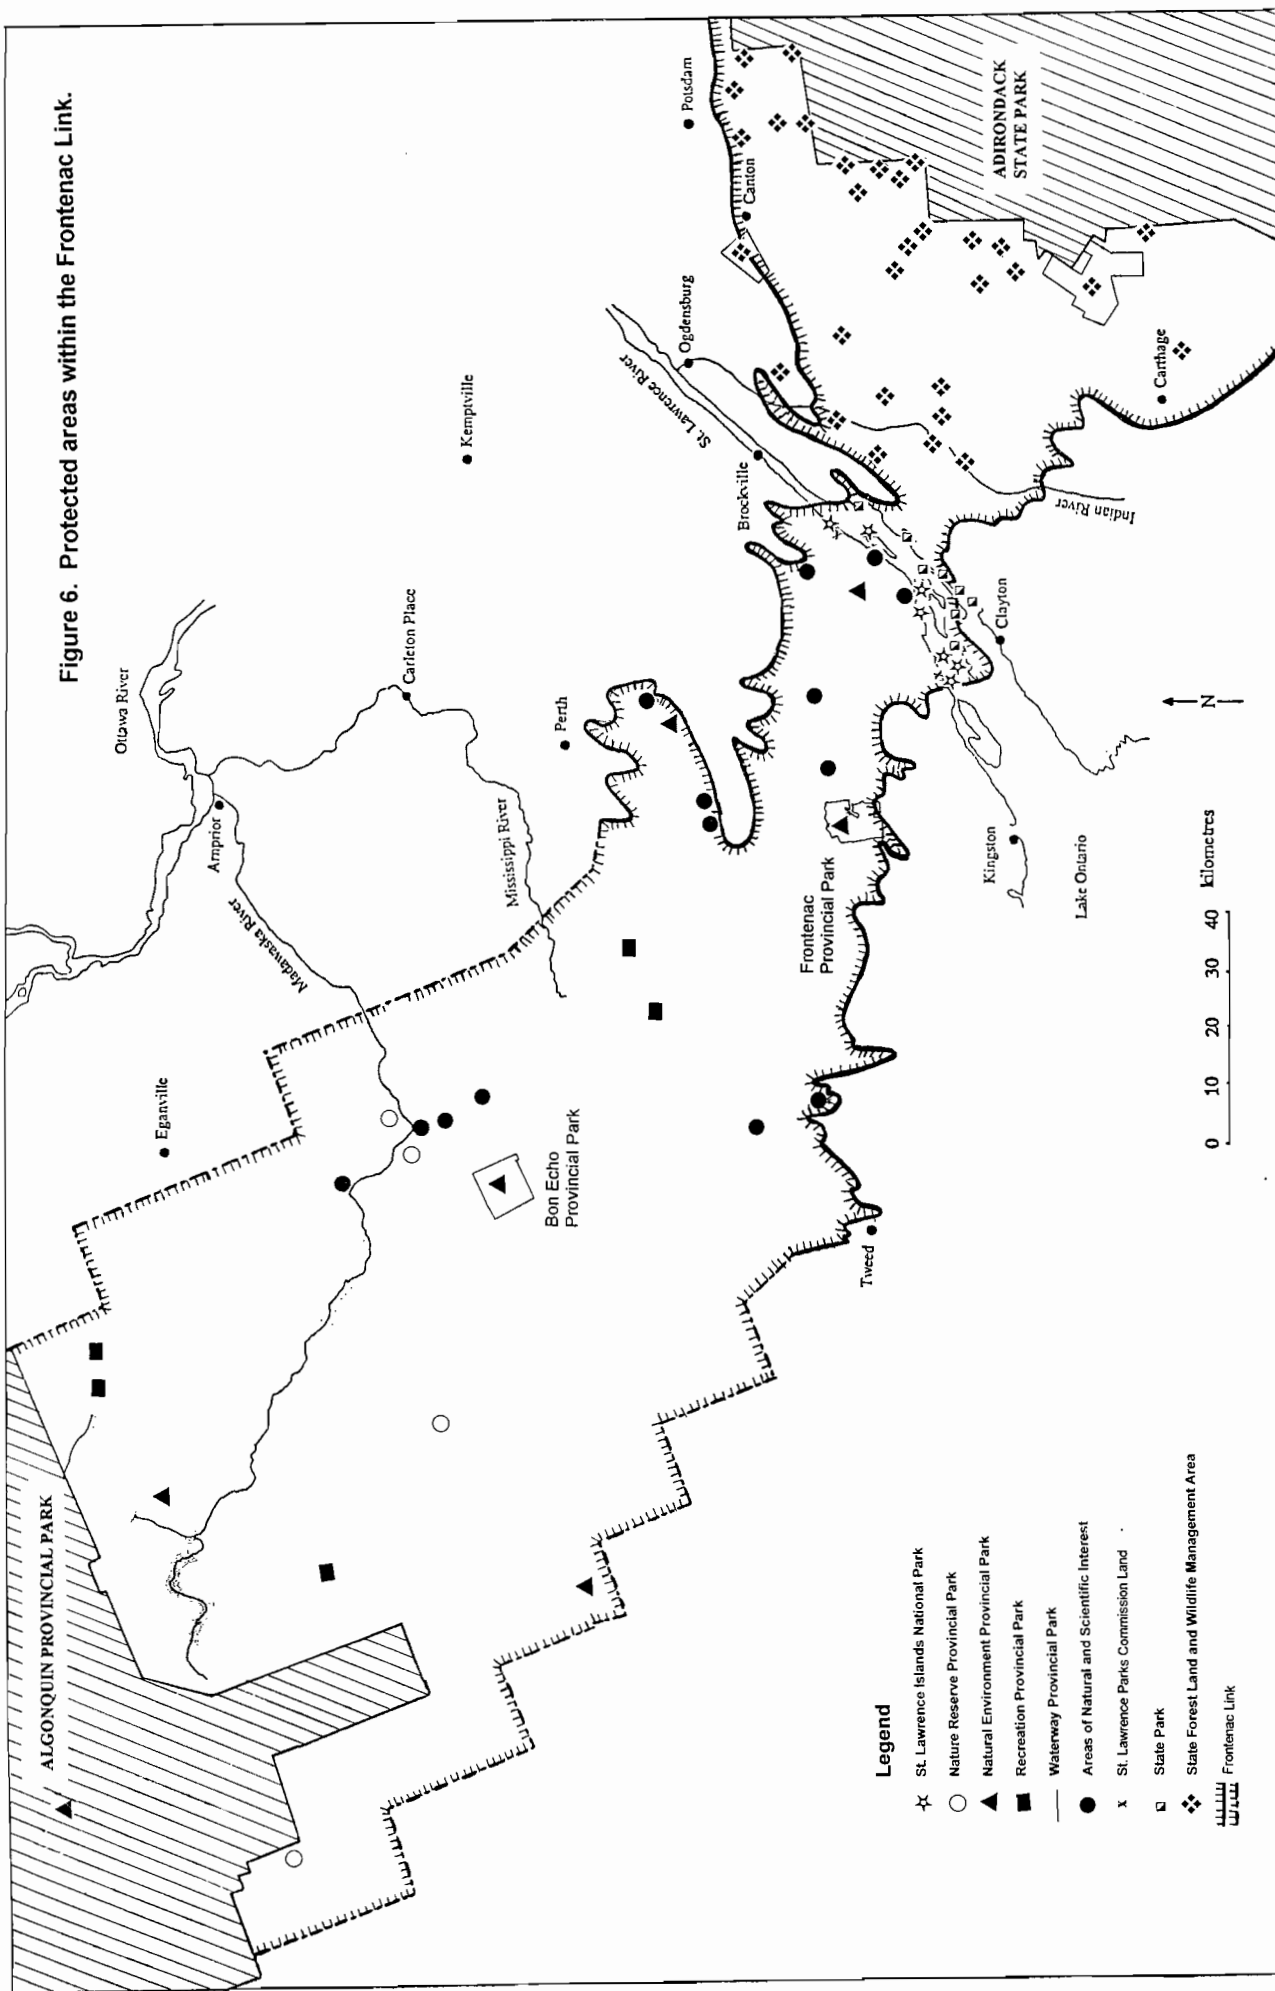 Figure 6. Protected areas within the Frontenac Link.
ALGONQUIN PROVINCIAL PARK
Eganville
Ottawa River
Arnprior
Madawaska River
Carleton Place
Mississippi River
Perth
Kemptville
Bon Echo
Provincial Park
Frontenac
Provincial Park
Tweed
Brockville
St. Lawrence River
Ogdensburg
Canton
Potsdam
ADIRONDACK
STATE PARK
Carthage
Indian River
Clayton
Kingston
Lake Ontario
N
0 10 20 30 40 kilometres
Legend
St. Lawrence Islands National Park
Nature Reserve Provincial Park
Natural Environment Provincial Park
Recreation Provincial Park
Waterway Provincial Park
Areas of Natural and Scientific Interest
x St. Lawrence Parks Commission Land
State Park
State Forest Land and Wildlife Management Area
Frontenac Link